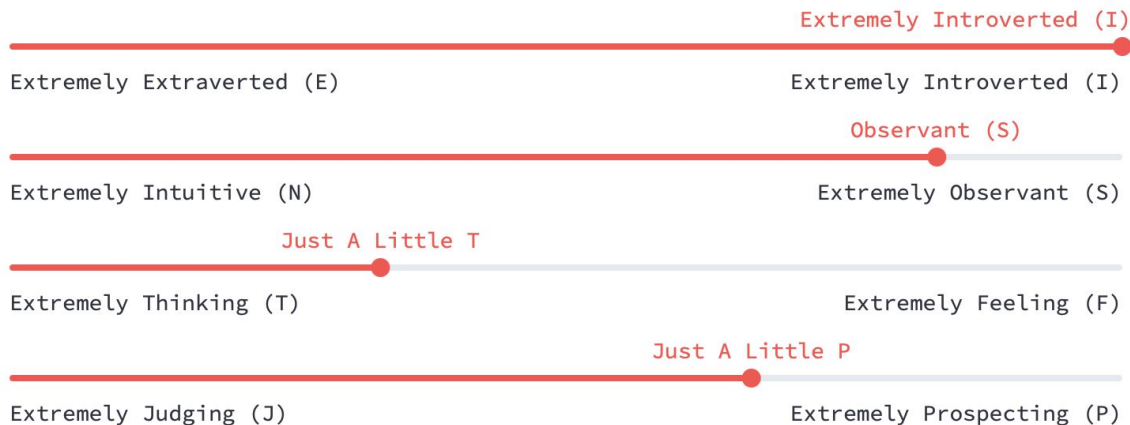 Extremely Introverted (I)
Extremely Extraverted (E) Extremely Introverted (I)
Observant (S)
Extremely Intuitive (N) Extremely Observant (S)
Just A Little T
Extremely Thinking (T) Extremely Feeling (F)
Just A Little P
Extremely Judging (J) Extremely Prospecting (P)